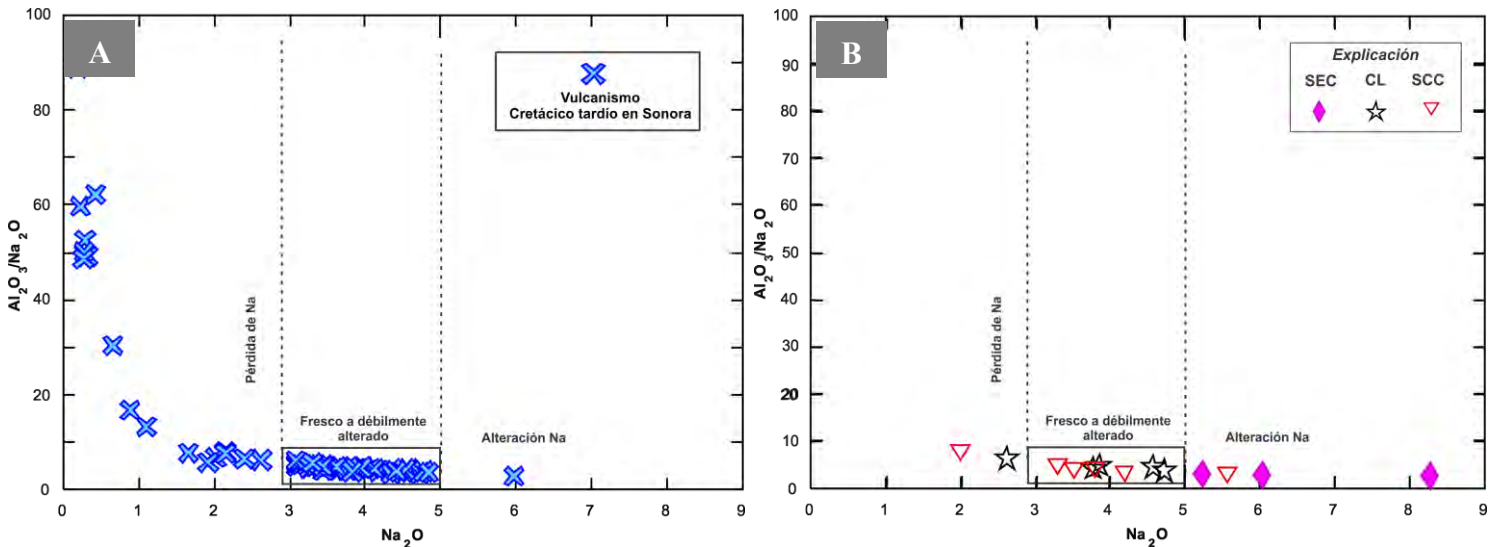 A
100
80
60
40
20
0
Al2O3/Na2O
Vulcanismo
Cretácico tardío en Sonora
Pérdida de Na
Fresco a débilmente
alterado
Alteración Na
0 1 2 3 4 5 6 7 8 9
Na2O
B
100
90
80
70
60
50
40
30
20
10
0
Al2O3/Na2O
Explicación
SEC CL SCC
Pérdida de Na
Fresco a débilmente
alterado
Alteración Na
0 1 2 3 4 5 6 7 8 9
Na2O